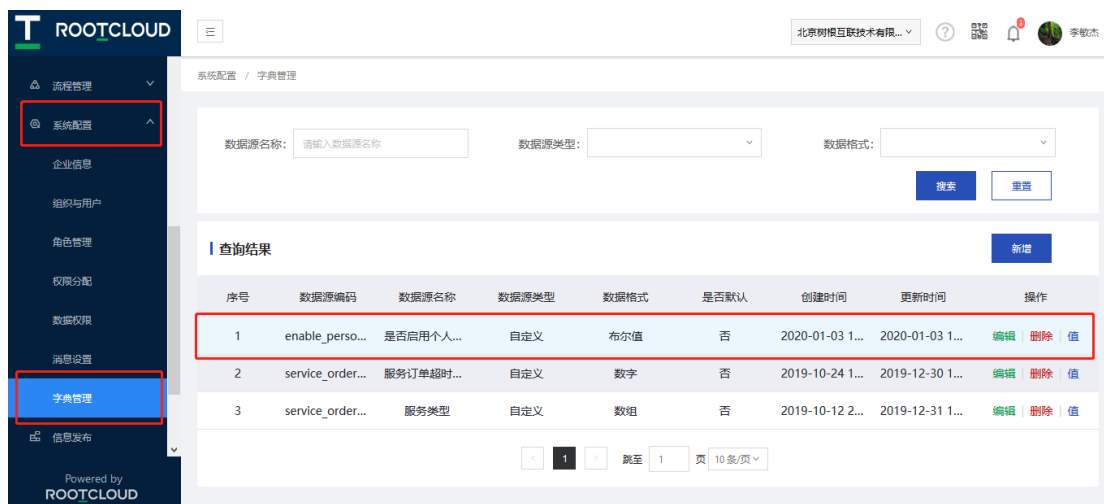 ROOTCLOUD
北京树根互联技术有限...
3
李敏杰
流程管理
系统配置
企业信息
组织与用户
角色管理
权限分配
数据权限
消息设置
字典管理
信息发布
Powered by
ROOTCLOUD
系统配置 / 字典管理
数据源名称: 请输入数据源名称 数据源类型: 数据格式:
搜索 重置
查询结果 新增
序号 数据源编码 数据源名称 数据源类型 数据格式 是否默认 创建时间 更新时间 操作
1 enable_perso... 是否启用个人... 自定义 布尔值 否 2020-01-03 1... 2020-01-03 1... 编辑 删除 值
2 service_order... 服务订单超时... 自定义 数字 否 2019-10-24 1... 2019-12-30 1... 编辑 删除 值
3 service_order... 服务类型 自定义 数组 否 2019-10-12 2... 2019-12-31 1... 编辑 删除 值
< 1 > 跳至 1 页 10 条/页